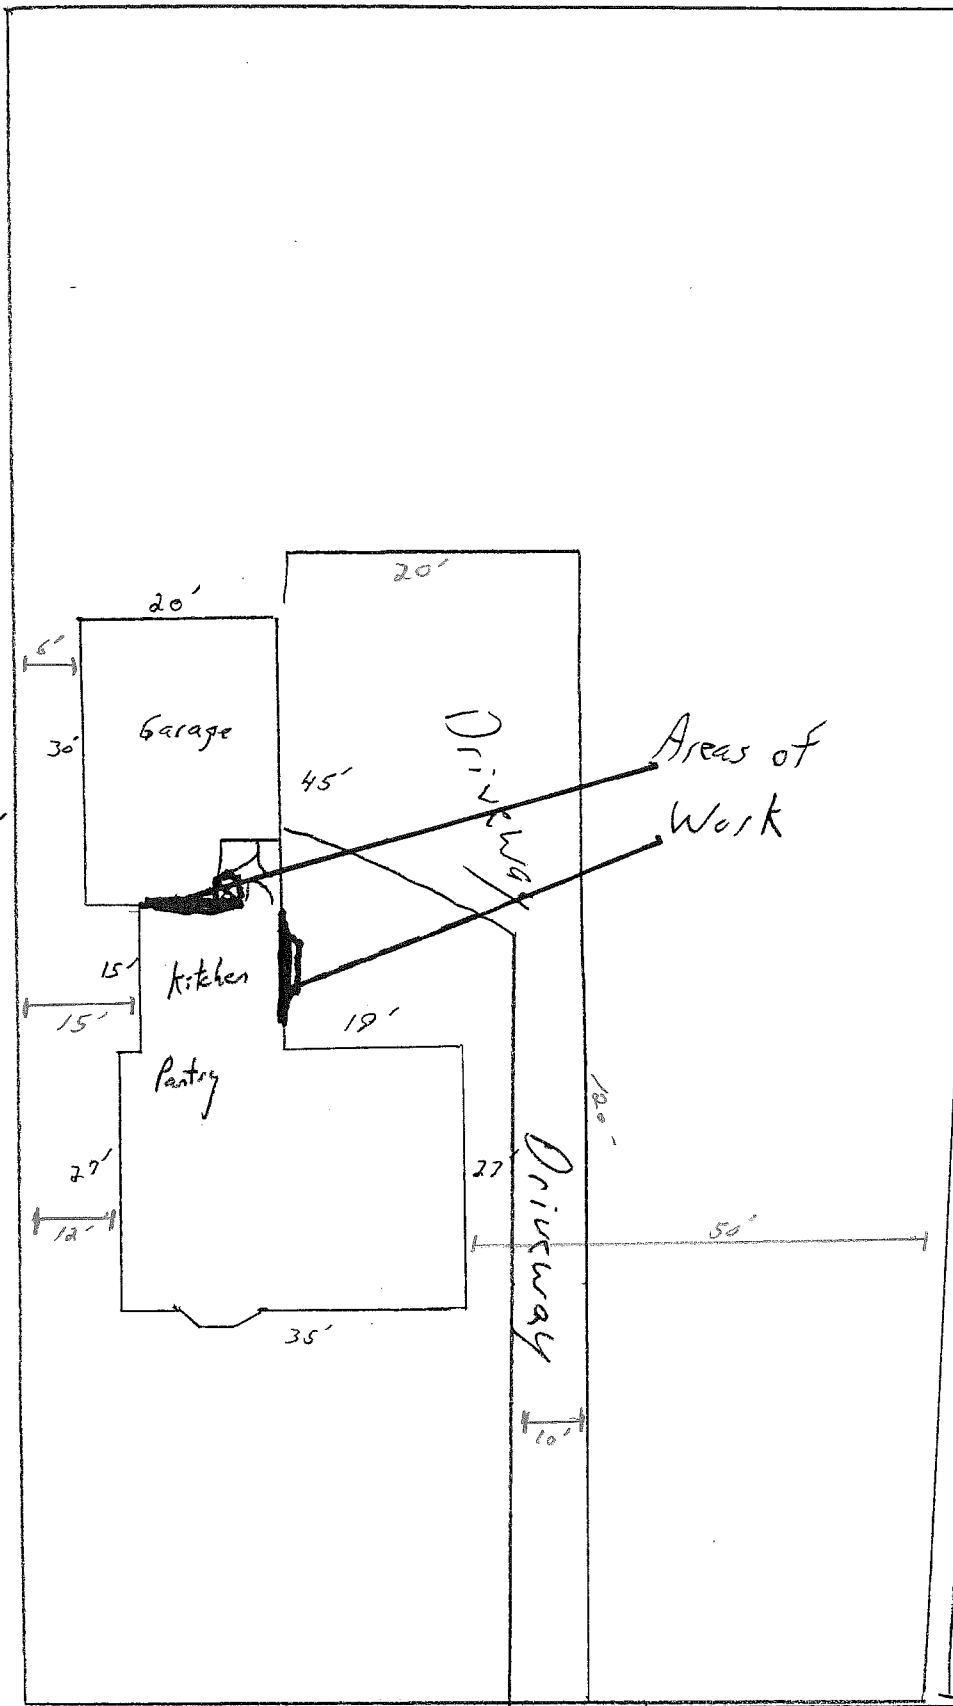 20'
20'
6'
Garage
30'
45'
Driveway
Areas of
Work
15'
Kitchen
15'
19'
Pantry
120'
27'
27'
Driveway
12'
50'
35'
10'